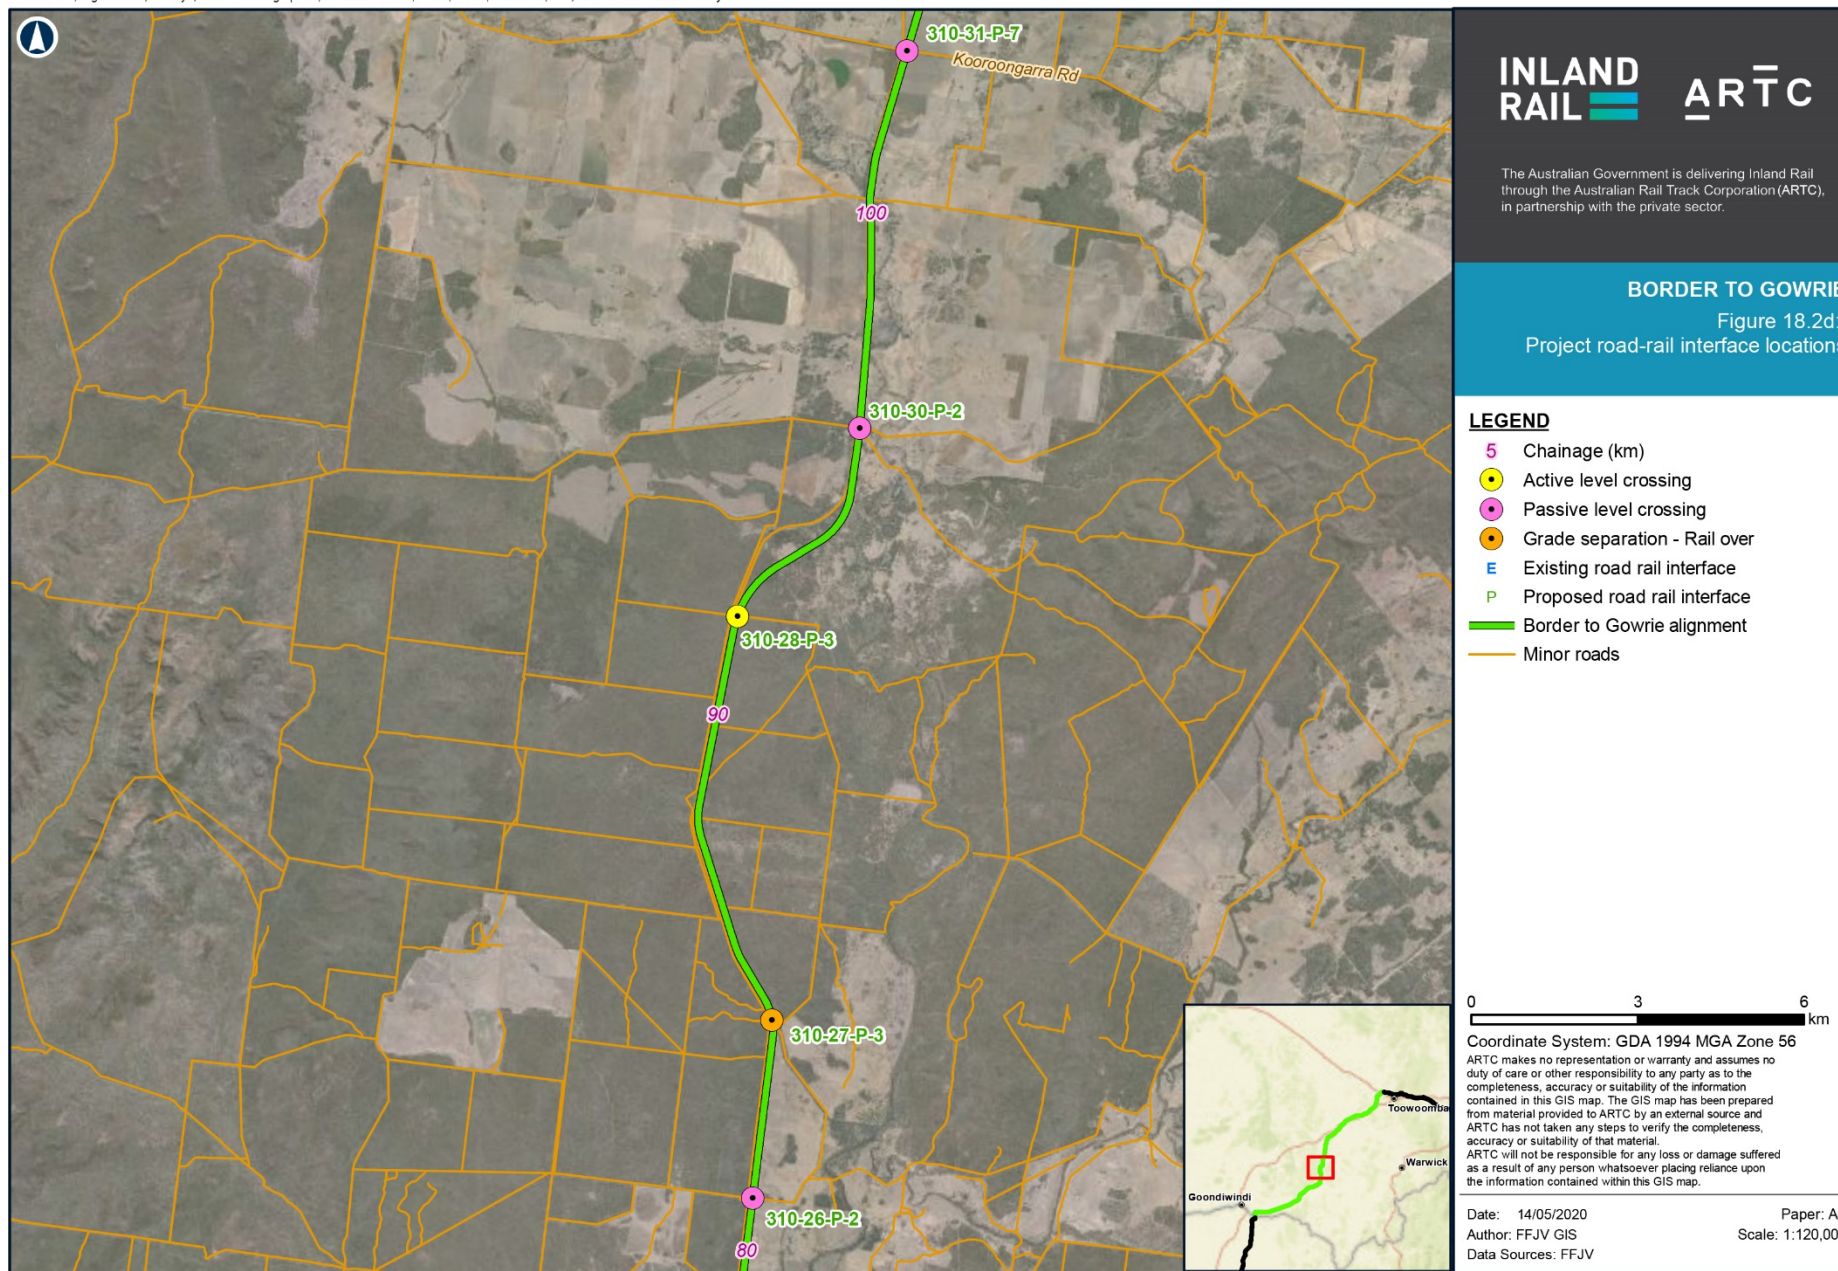 310-31-P-7
Kooroongarra Rd
100
310-30-P-2
310-28-P-3
90
310-27-P-3
310-26-P-2
80
Toowoomba
Warwick
Goondiwindi
INLAND
RAIL
ARTC
The Australian Government is delivering Inland Rail
through the Australian Rail Track Corporation (ARTC),
in partnership with the private sector.
BORDER TO GOWRIE
Figure 18.2d:
Project road-rail interface locations
LEGEND
5 Chainage (km)
Active level crossing
Passive level crossing
Grade separation - Rail over
E Existing road rail interface
P Proposed road rail interface
Border to Gowrie alignment
Minor roads
0 3 6
km
Coordinate System: GDA 1994 MGA Zone 56
ARTC makes no representation or warranty and assumes no
duty of care or other responsibility to any party as to the
completeness, accuracy or suitability of the information
contained in this GIS map. The GIS map has been prepared
from material provided to ARTC by an external source and
ARTC has not taken any steps to verify the completeness,
accuracy or suitability of that material.
ARTC will not be responsible for any loss or damage suffered
as a result of any person whatsoever placing reliance upon
the information contained within this GIS map.
Date: 14/05/2020 Paper: A
Author: FFJV GIS Scale: 1:120,00
Data Sources: FFJV